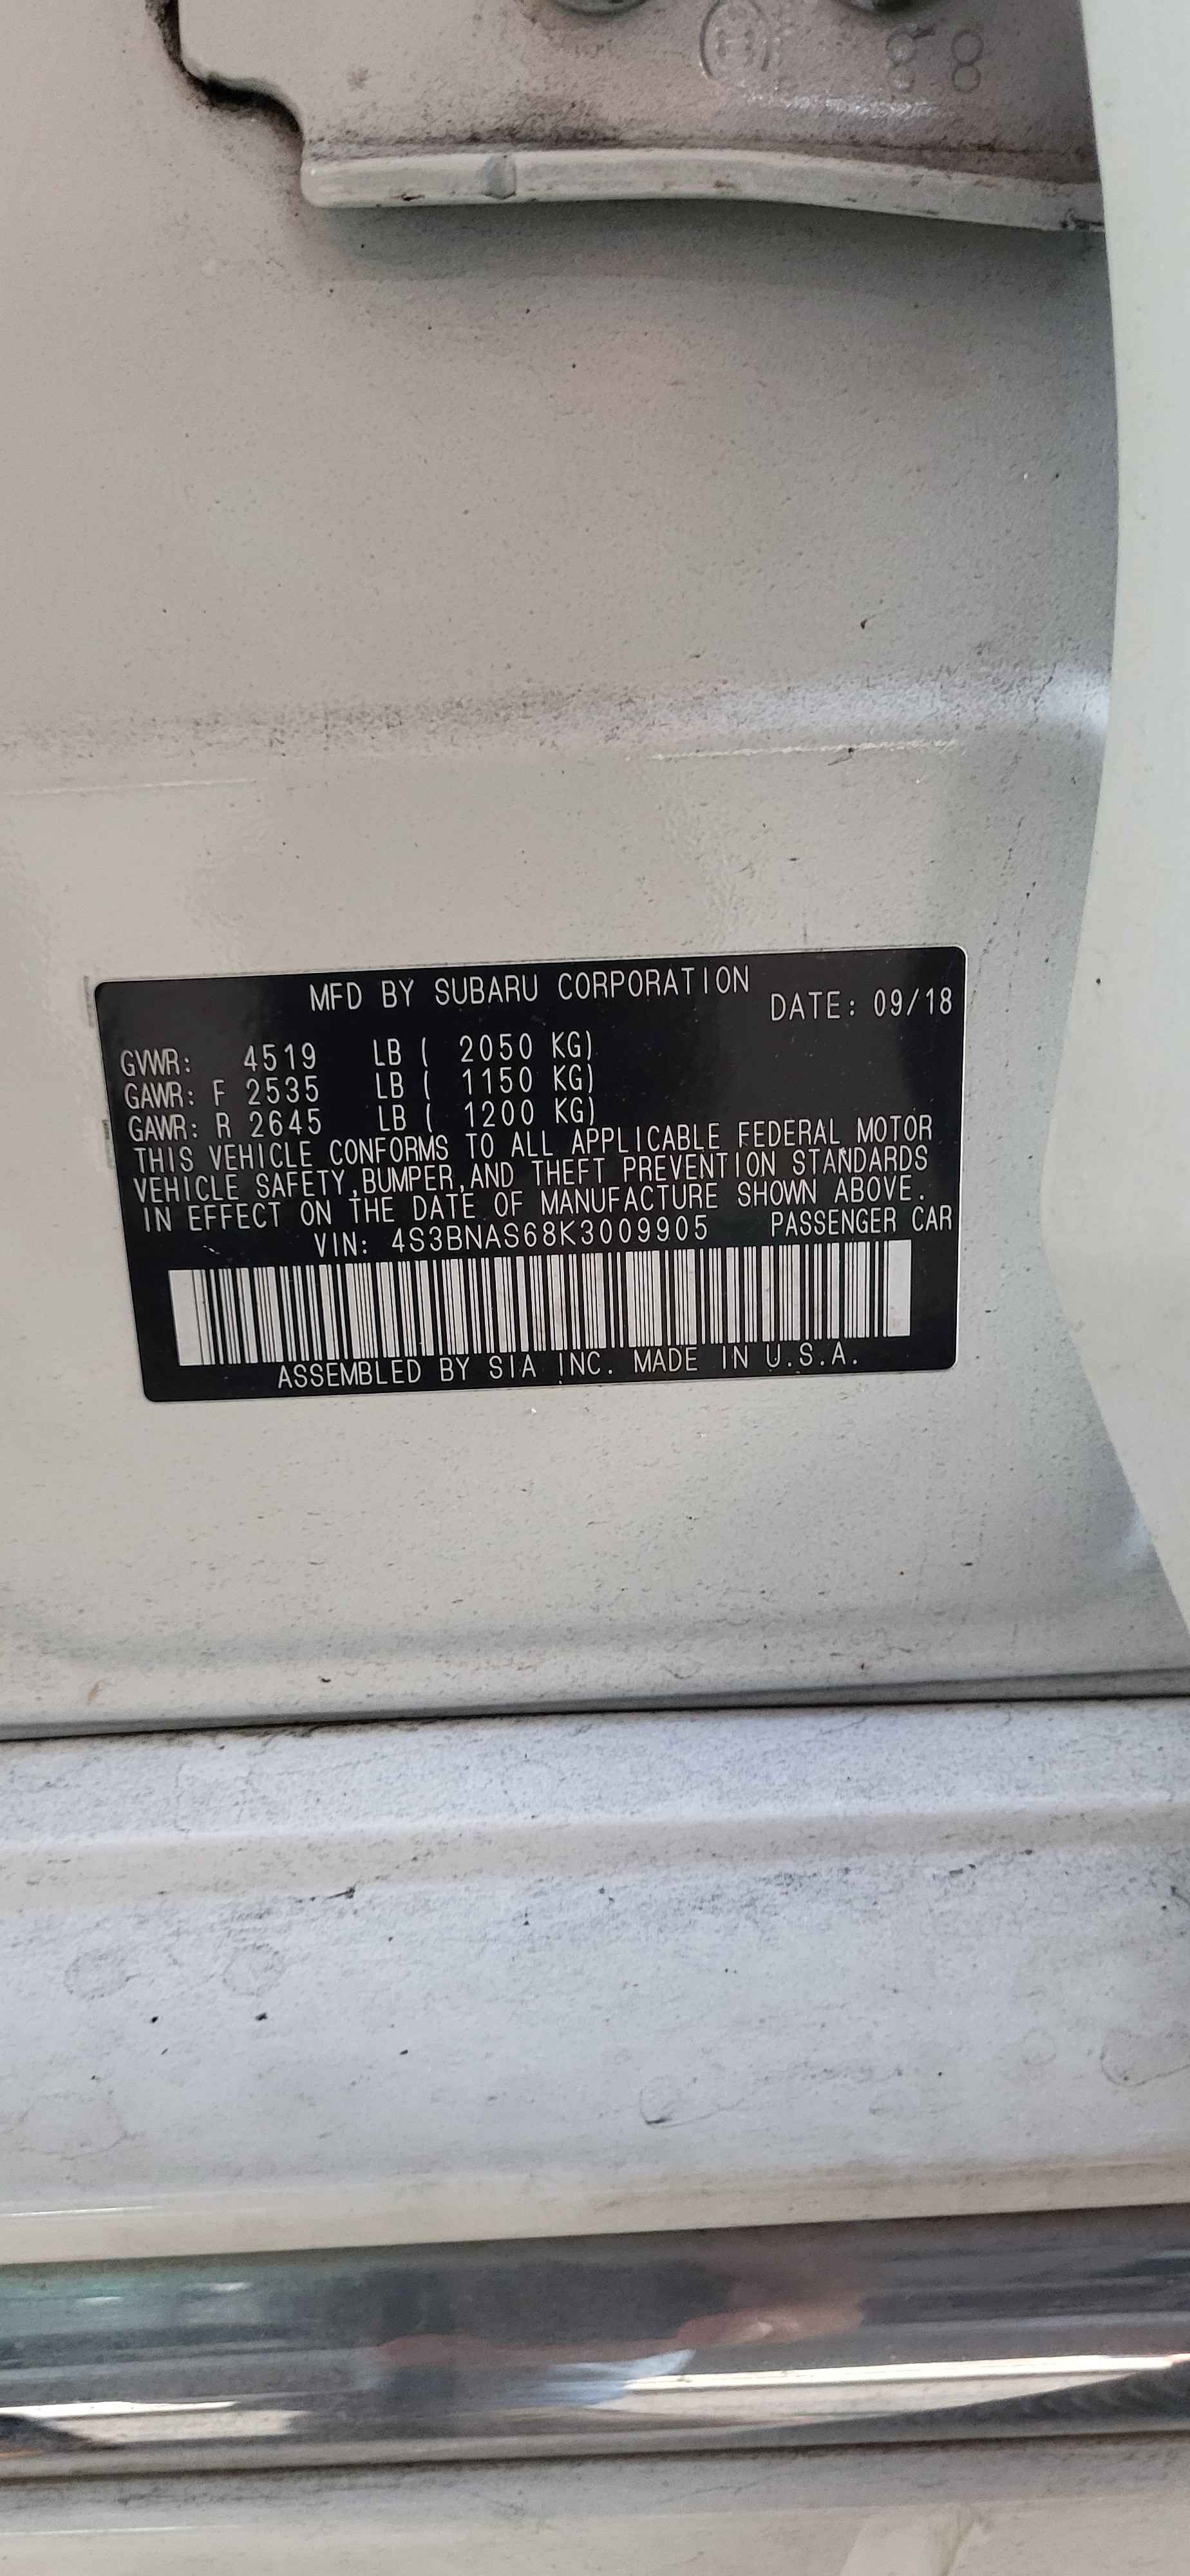 88
MFD BY SUBARU CORPORATION
DATE: 09/18
GVWR: 4519 LB ( 2050 KG)
GAWR: F 2535 LB ( 1150 KG)
GAWR: R 2645 LB ( 1200 KG)
THIS VEHICLE CONFORMS TO ALL APPLICABLE FEDERAL MOTOR
VEHICLE SAFETY,BUMPER,AND THEFT PREVENTION STANDARDS
IN EFFECT ON THE DATE OF MANUFACTURE SHOWN ABOVE.
VIN: 4S3BNAS68K3009905 PASSENGER CAR
ASSEMBLED BY SIA INC. MADE IN U.S.A.